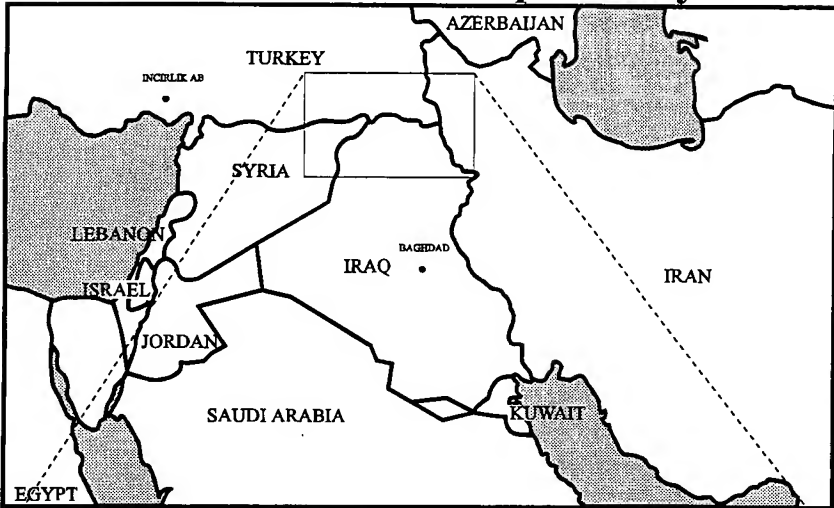 AZERBAIJAN
TURKEY
INCIRLIK AB
SYRIA
LEBANON
BAGHDAD
IRAQ
IRAN
ISRAEL
JORDAN
SAUDI ARABIA
KUWAIT
EGYPT